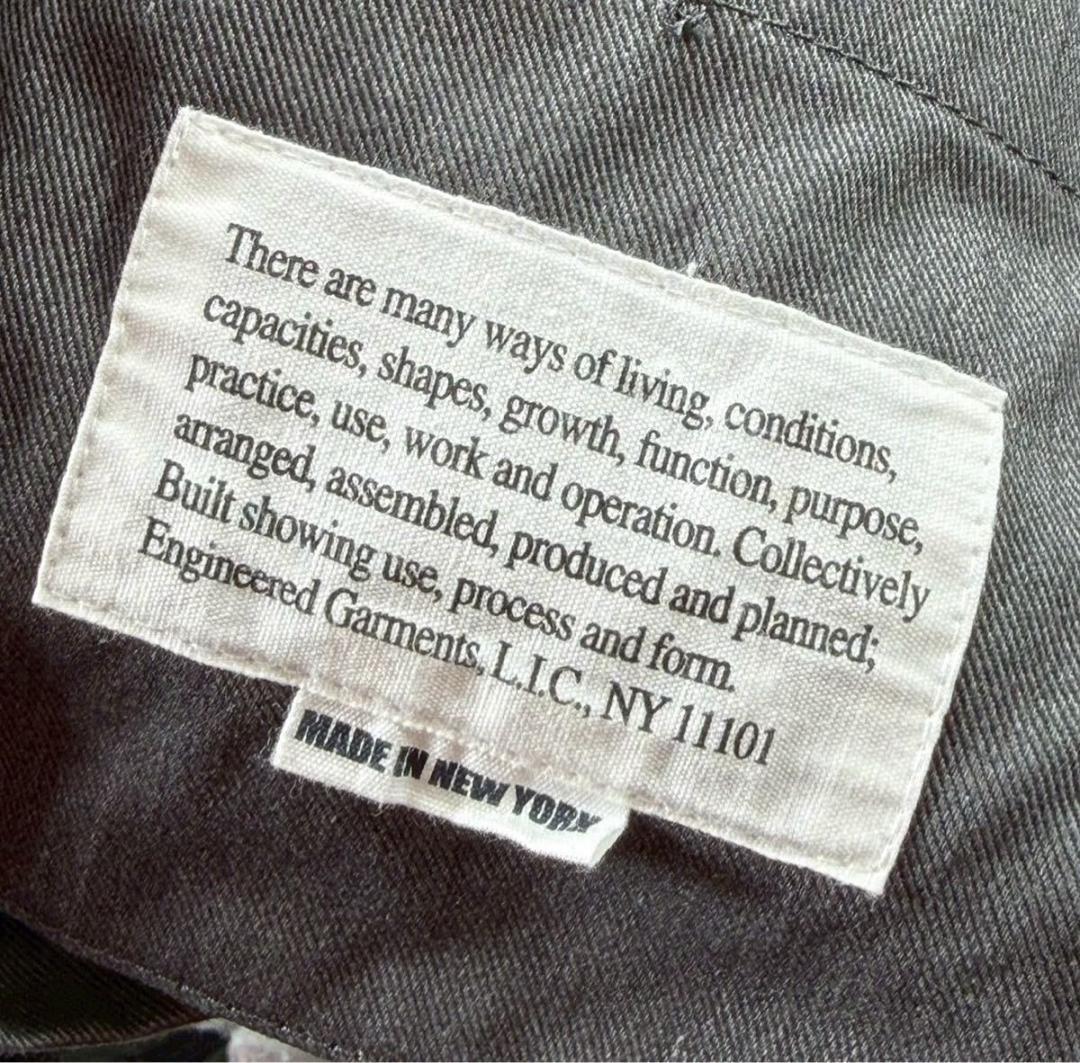 There are many ways of living, conditions,
capacities, shapes, growth, function, purpose,
practice, use, work and operation. Collectively
arranged, assembled, produced and planned;
Built showing use, process and form.
Engineered Garments, L.I.C., NY 11101
MADE IN NEW YORK